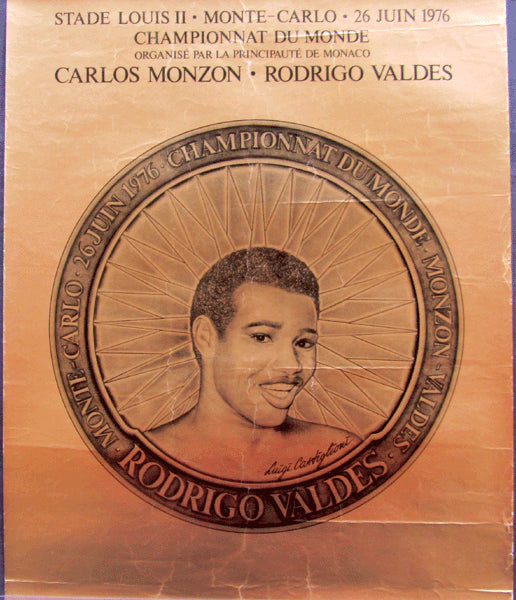 STADE LOUIS II • MONTE-CARLO • 26 JUIN 1976
CHAMPIONNAT DU MONDE
ORGANISÉ PAR LA PRINCIPAUTÉ DE MONACO
CARLOS MONZON • RODRIGO VALDES
MONTE-CARLO • 26 JUIN 1976 • CHAMPIONNAT DU MONDE • MONZON - VALDES •
Luigi Castiglioni
RODRIGO VALDES